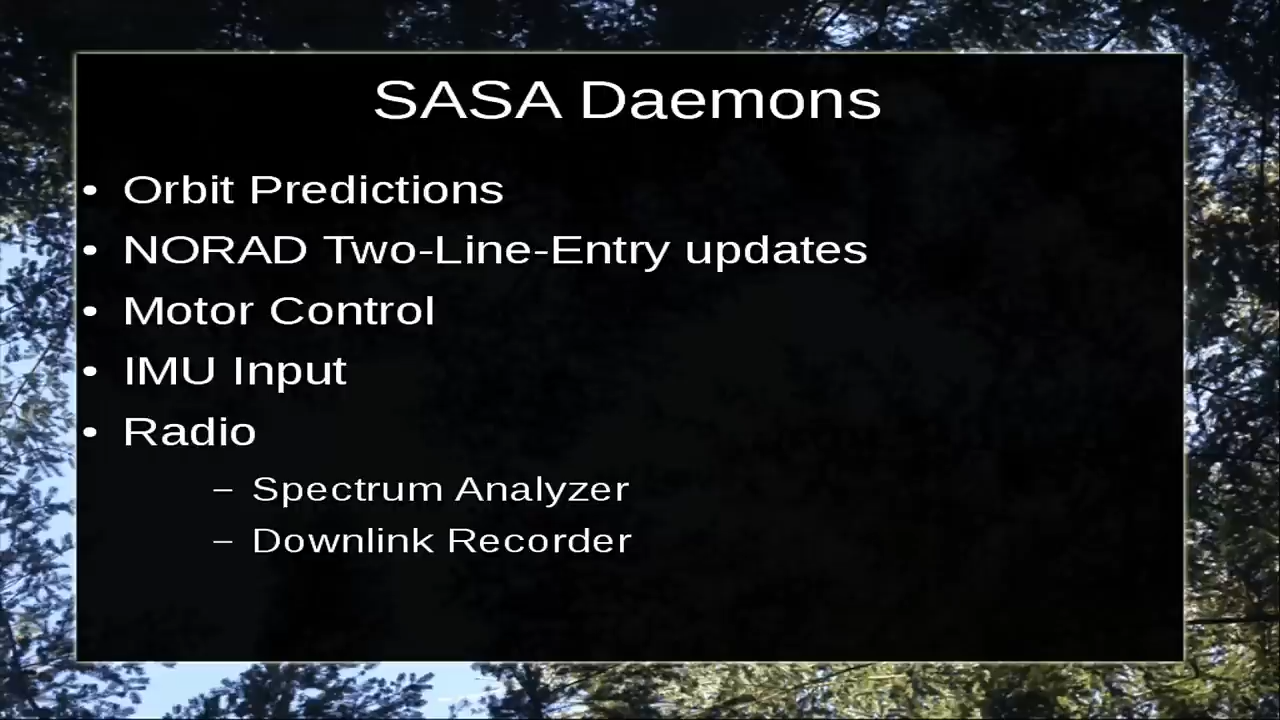 SASA Daemons
• Orbit Predictions
• NORAD Two-Line-Entry updates
• Motor Control
• IMU Input
• Radio
– Spectrum Analyzer
– Downlink Recorder